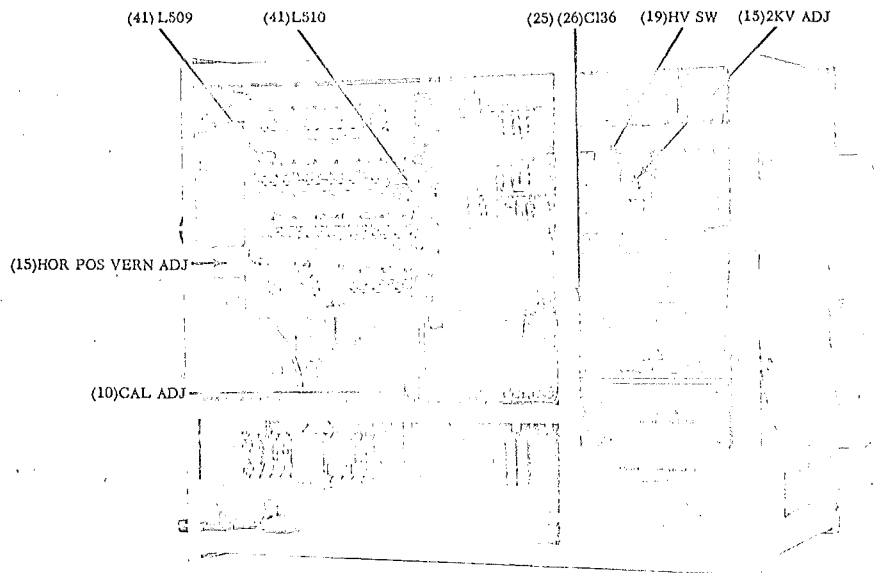 (41)L509
(41)L510
(25)(26)C136
(19)HV SW
(15)2KV ADJ
(15)HOR POS VERN ADJ
(10)CAL ADJ